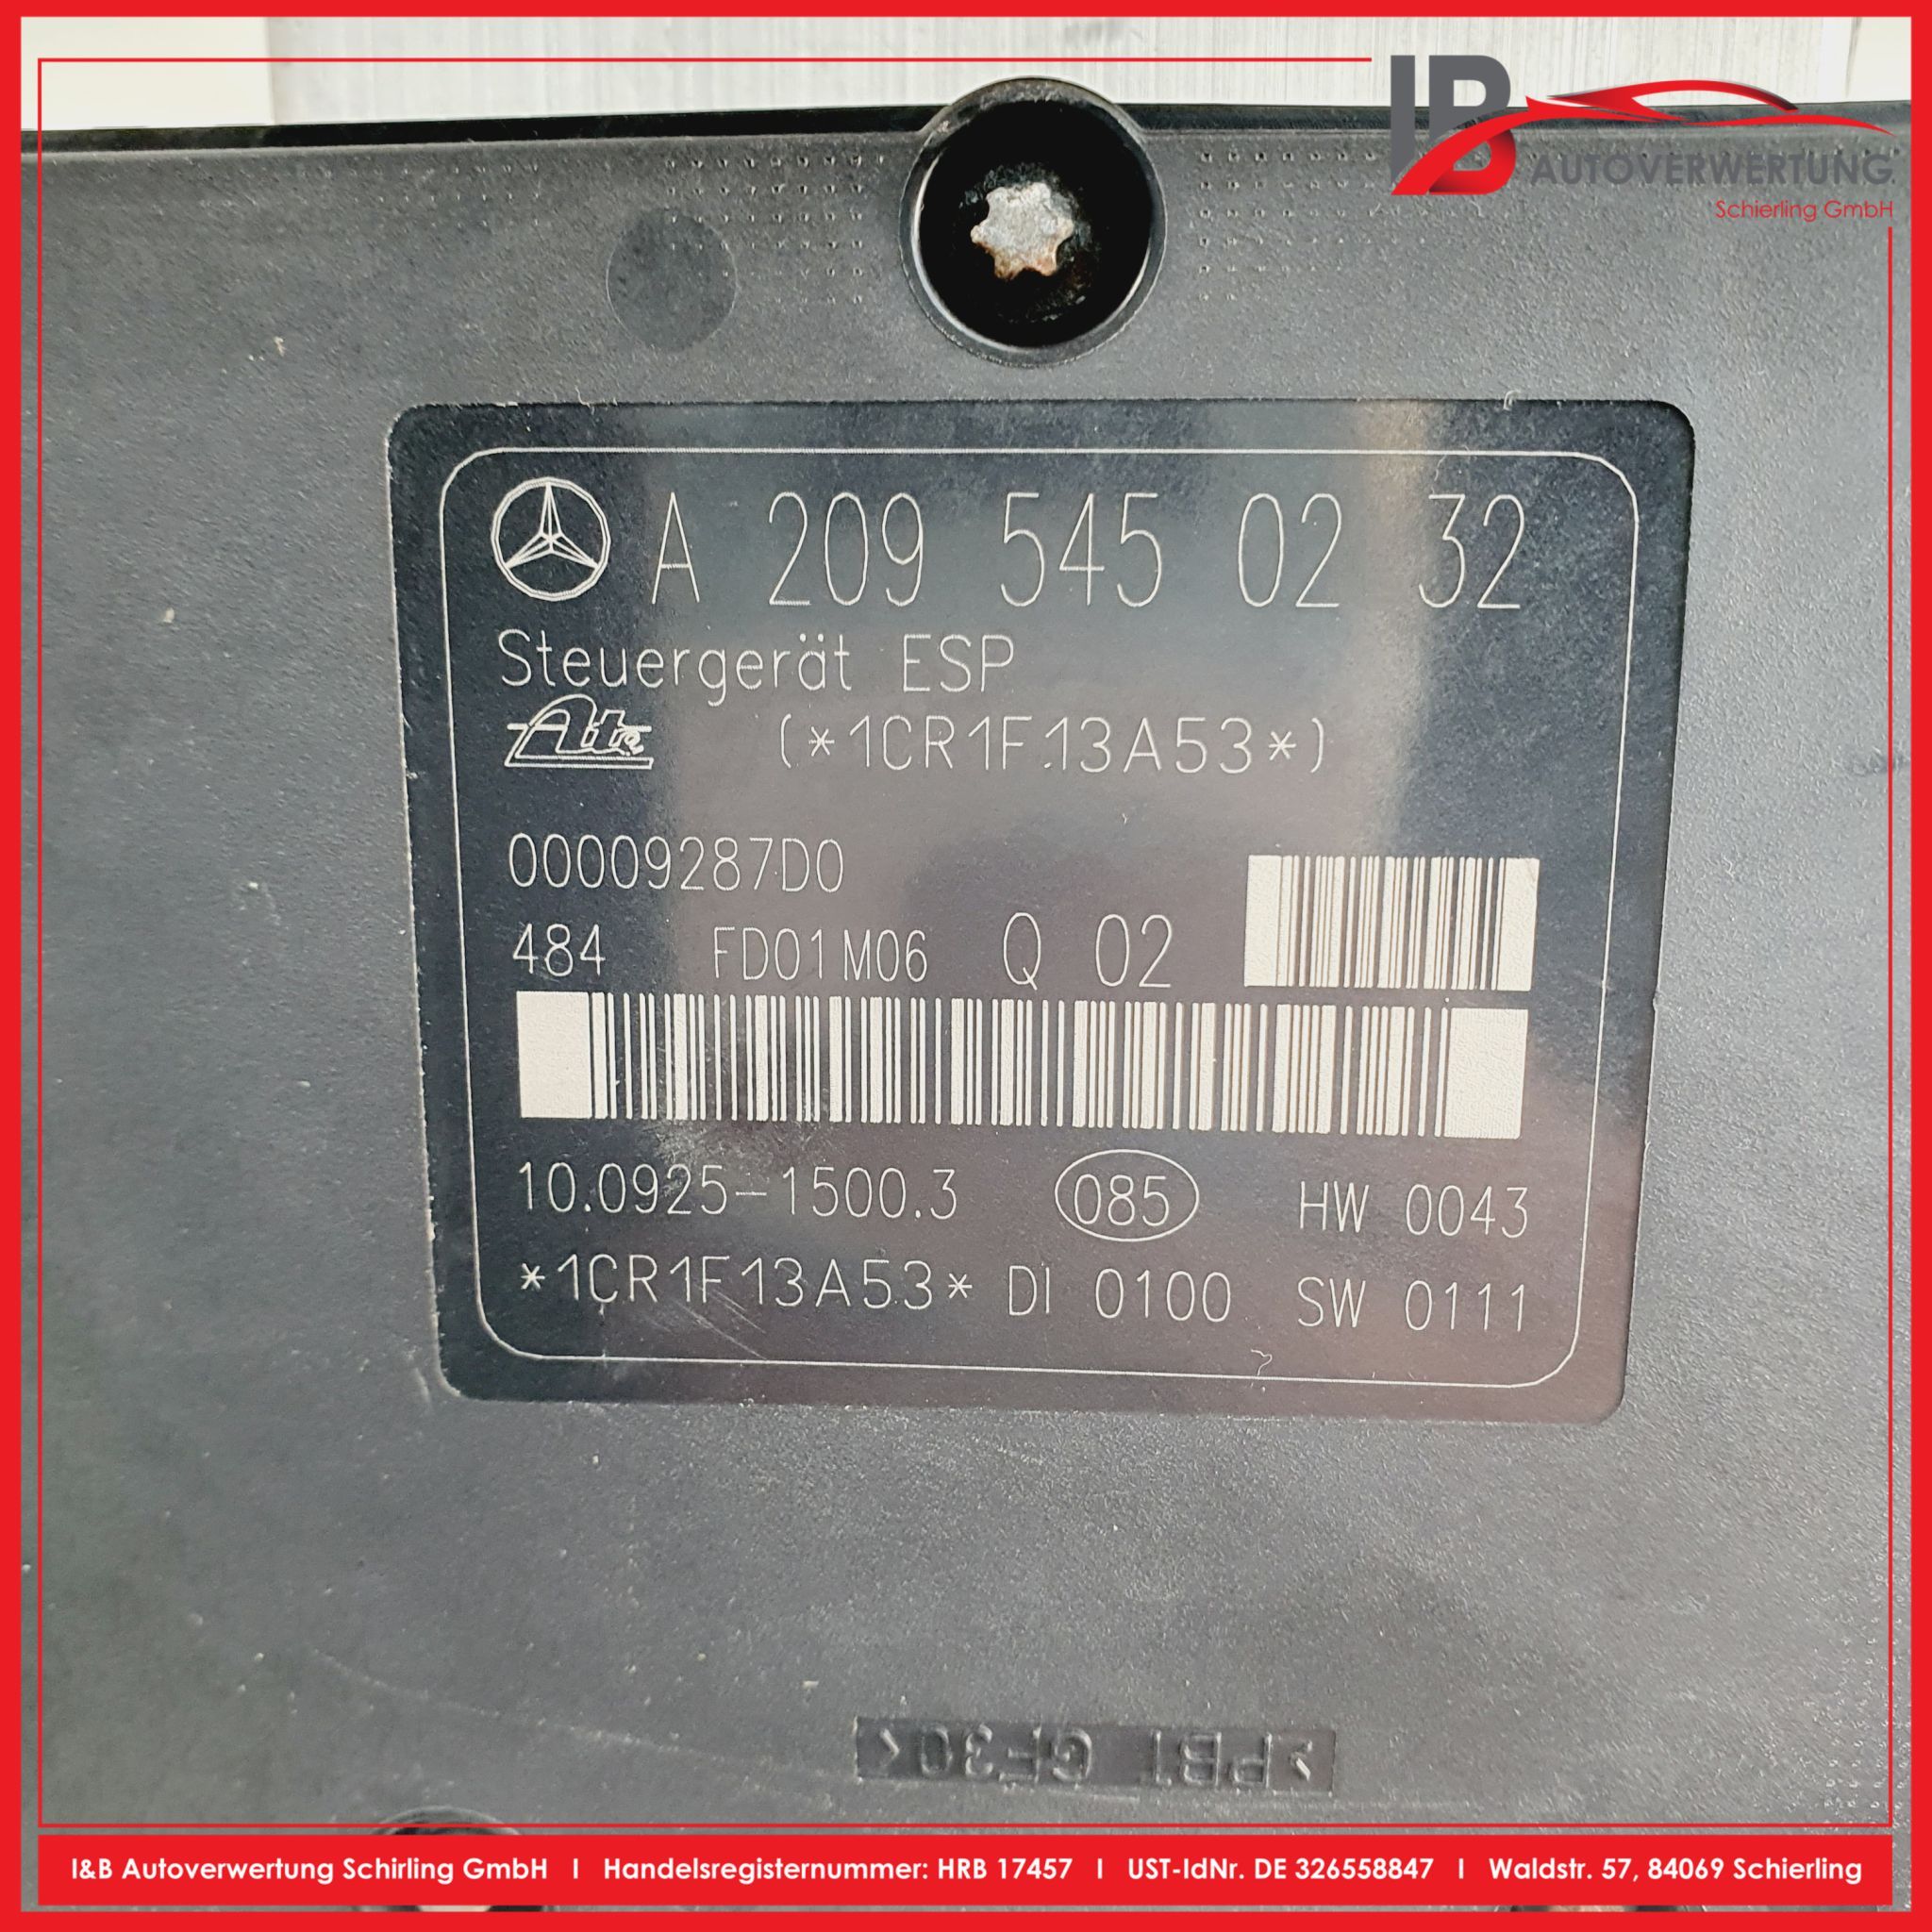 IB
AUTOVERWERTUNG
Schierling GmbH
A 209 545 02 32
Steuergerät ESP
Ate (*1CR1F13A53*)
00009287D0
484 FD01M06 Q 02
10.0925-1500.3 085 HW 0043
*1CR1F13A53* DI 0100 SW 0111
>PBT GF30<
I&B Autoverwertung Schirling GmbH I Handelsregisternummer: HRB 17457 I UST-IdNr. DE 326558847 I Waldstr. 57, 84069 Schierling